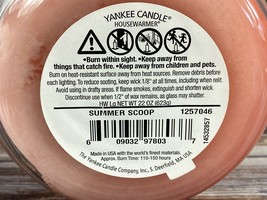 YANKEE CANDLE®
HOUSEWARMER®
•Burn within sight. •Keep away from
things that catch fire. •Keep away from children and pets.
Burn on heat-resistant surface away from heat sources. Remove debris before
each lighting. To reduce sooting, keep wick 1/8" at all times, including when relit.
Avoid using in drafty areas. If flame smokes, extinguish and shorten wick.
Discontinue use when 1/2" of wax remains, as glass may shatter.
HW Lg NET WT 22 OZ (623g)
SUMMER SCOOP 1257046
6 09032 97803 7
14532857
Made in USA with the world's finest materials.
Approx. Burn Time: 110-150 hours
The Yankee Candle Company, Inc., S. Deerfield, MA USA